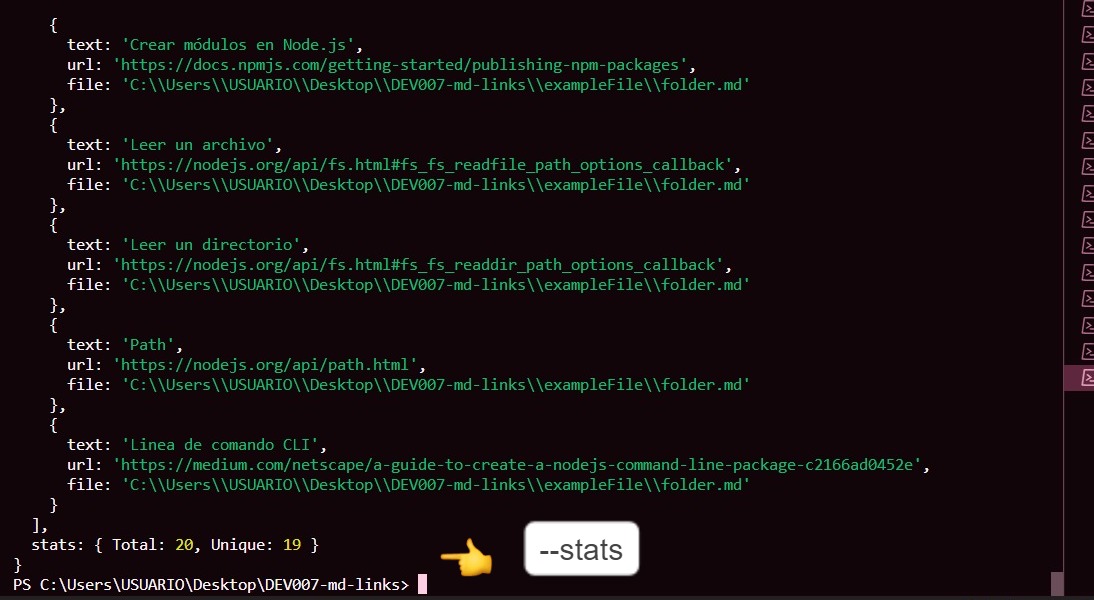 {
text: 'Crear módulos en Node.js',
url: 'https://docs.npmjs.com/getting-started/publishing-npm-packages',
file: 'C:\\Users\\USUARIO\\Desktop\\DEV007-md-links\\exampleFile\\folder.md'
},
{
text: 'Leer un archivo',
url: 'https://nodejs.org/api/fs.html#fs_fs_readfile_path_options_callback',
file: 'C:\\Users\\USUARIO\\Desktop\\DEV007-md-links\\exampleFile\\folder.md'
},
{
text: 'Leer un directorio',
url: 'https://nodejs.org/api/fs.html#fs_fs_readdir_path_options_callback',
file: 'C:\\Users\\USUARIO\\Desktop\\DEV007-md-links\\exampleFile\\folder.md'
},
{
text: 'Path',
url: 'https://nodejs.org/api/path.html',
file: 'C:\\Users\\USUARIO\\Desktop\\DEV007-md-links\\exampleFile\\folder.md'
},
{
text: 'Linea de comando CLI',
url: 'https://medium.com/netscape/a-guide-to-create-a-nodejs-command-line-package-c2166ad0452e',
file: 'C:\\Users\\USUARIO\\Desktop\\DEV007-md-links\\exampleFile\\folder.md'
}
],
stats: { Total: 20, Unique: 19 }
--stats
}
PS C:\Users\USUARIO\Desktop\DEV007-md-links>